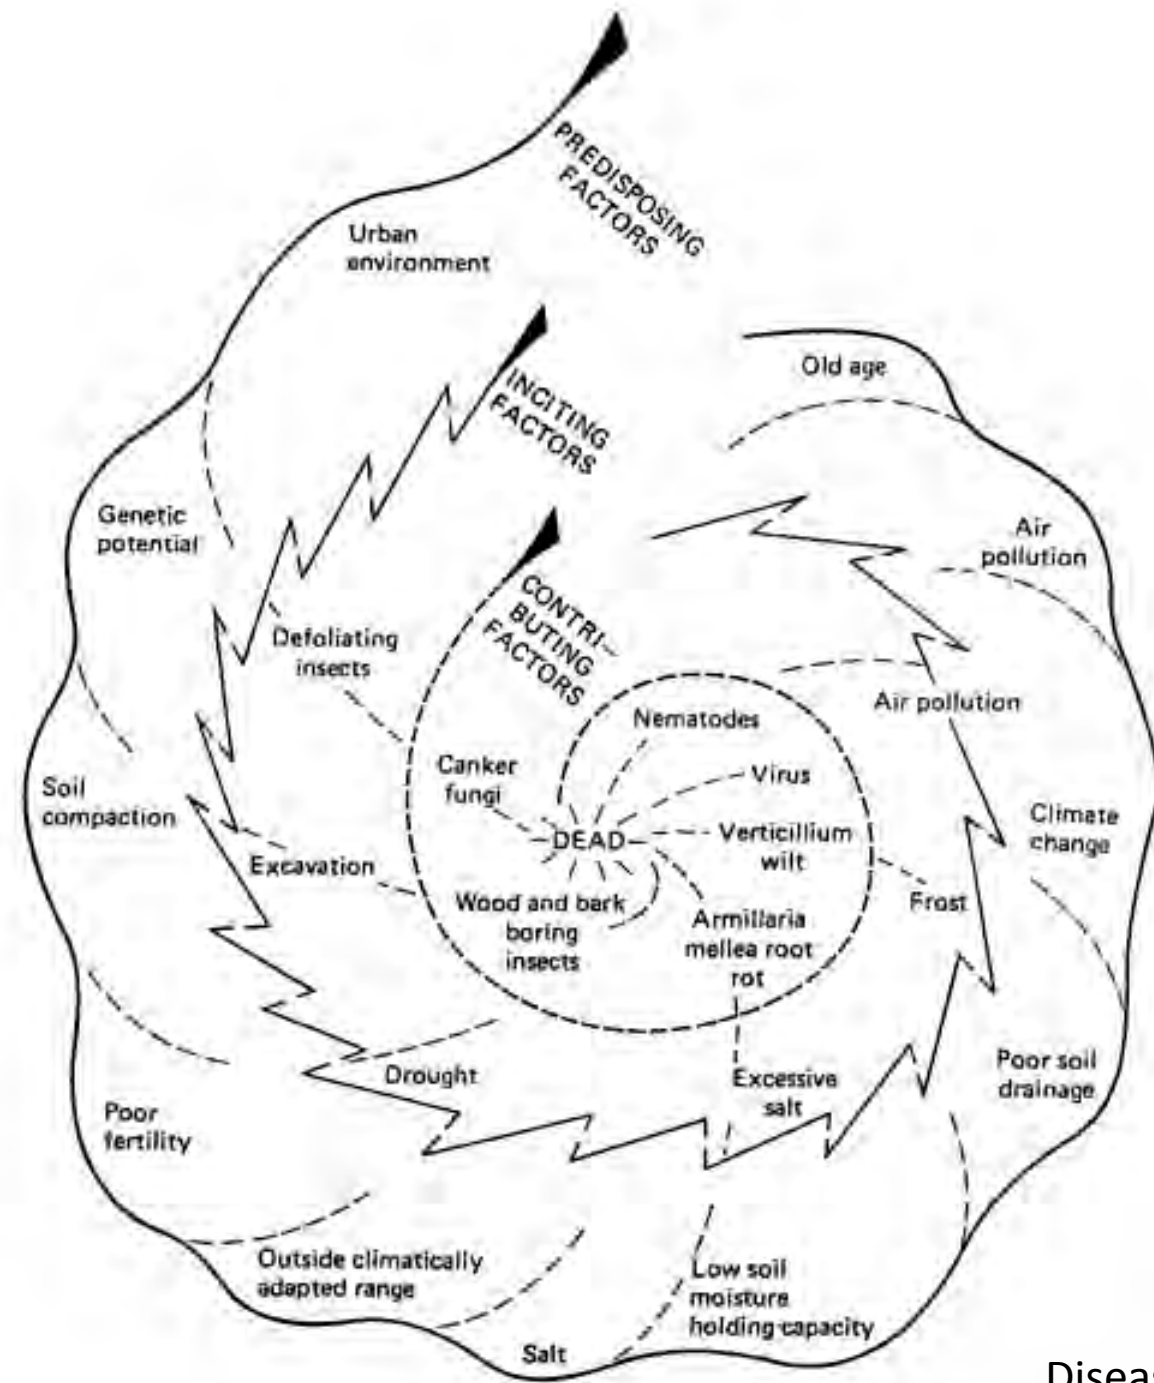 PREDISPOSING
FACTORS
Urban
environment
INCITING
FACTORS
Old age
Genetic
potential
Air
pollution
CONTRI-
BUTING
FACTORS
Defoliating
insects
Air pollution
Nematodes
Canker
fungi
Virus
Soil
compaction
DEAD
Verticillium
wilt
Climate
change
Excavation
Frost
Wood and bark
boring
insects
Armillaria
mellea root
rot
Drought
Excessive
salt
Poor soil
drainage
Poor
fertility
Outside climatically
adapted range
Low soil
moisture
holding capacity
Salt